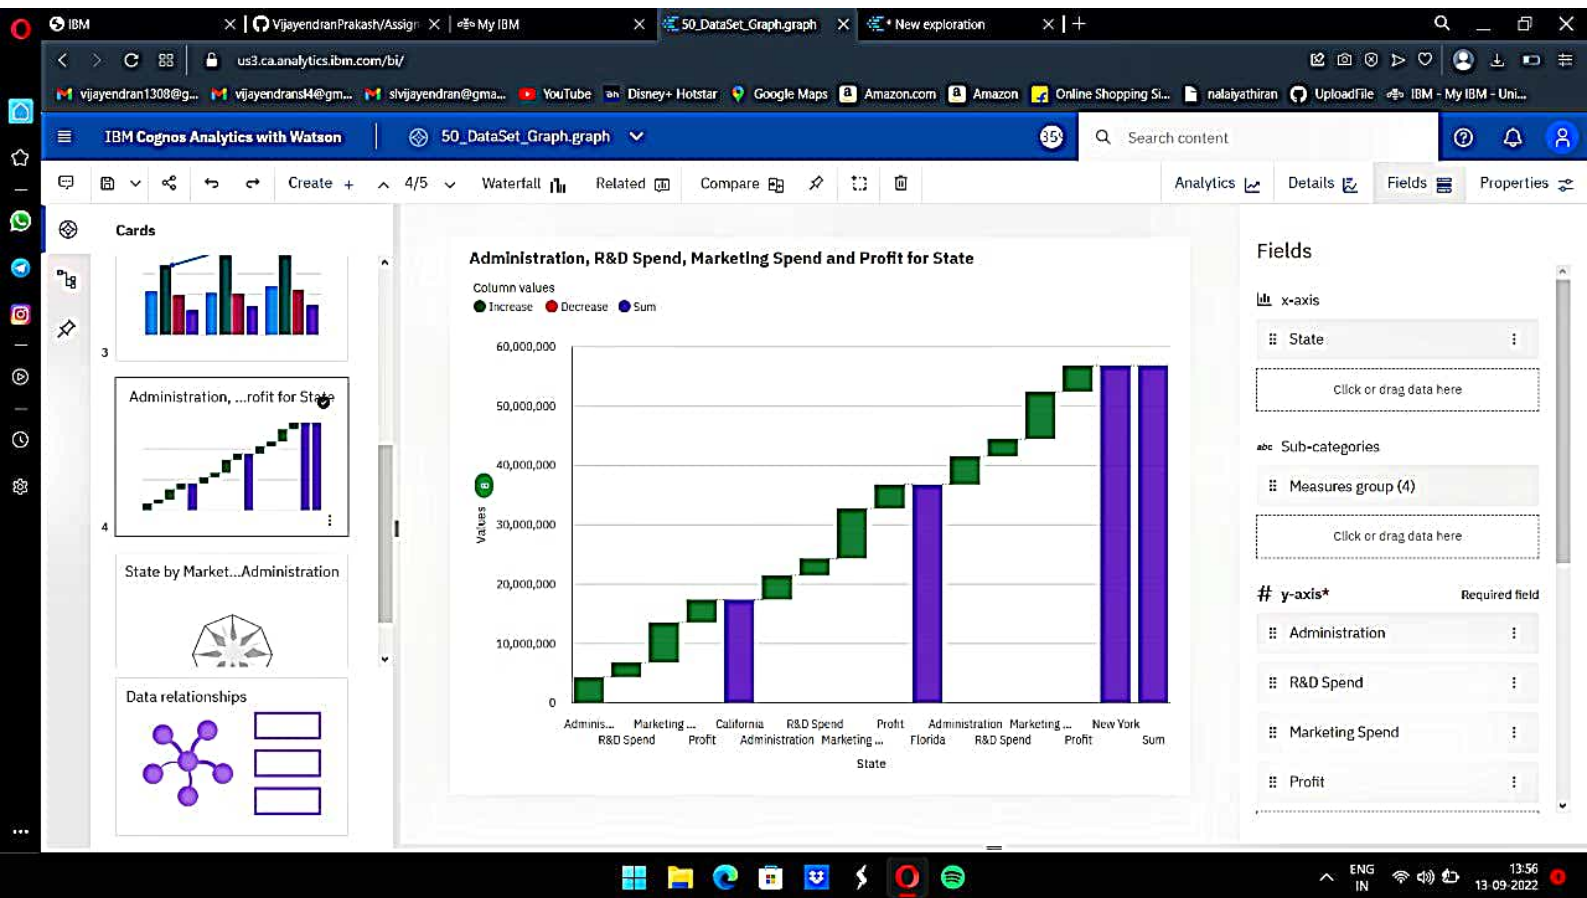 IBM
VijayendranPrakash/Assign
My IBM
50_DataSet_Graph.graph
* New exploration
us3.ca.analytics.ibm.com/bi/
vijayendran1308@g...
vijayendransl4@gm...
slvijayendran@gma...
YouTube
Disney+ Hotstar
Google Maps
Amazon.com
Amazon
Online Shopping Si...
nalaiyathiran
UploadFile
IBM - My IBM - Uni...
IBM Cognos Analytics with Watson
50_DataSet_Graph.graph
Search content
Create
4/5
Waterfall
Related
Compare
Analytics
Details
Fields
Properties
Cards
3
Administration, ...rofit for State
4
State by Market...Administration
Data relationships
Administration, R&D Spend, Marketing Spend and Profit for State
Column values
Increase Decrease Sum
60,000,000
50,000,000
40,000,000
30,000,000
20,000,000
10,000,000
0
Values
Adminis... Marketing ... California R&D Spend Profit Administration Marketing ... New York
R&D Spend Profit Administration Marketing ... Florida R&D Spend Profit Sum
State
Fields
x-axis
State
Click or drag data here
abc Sub-categories
Measures group (4)
Click or drag data here
# y-axis* Required field
Administration
R&D Spend
Marketing Spend
Profit
ENG
IN
13:56
13-09-2022